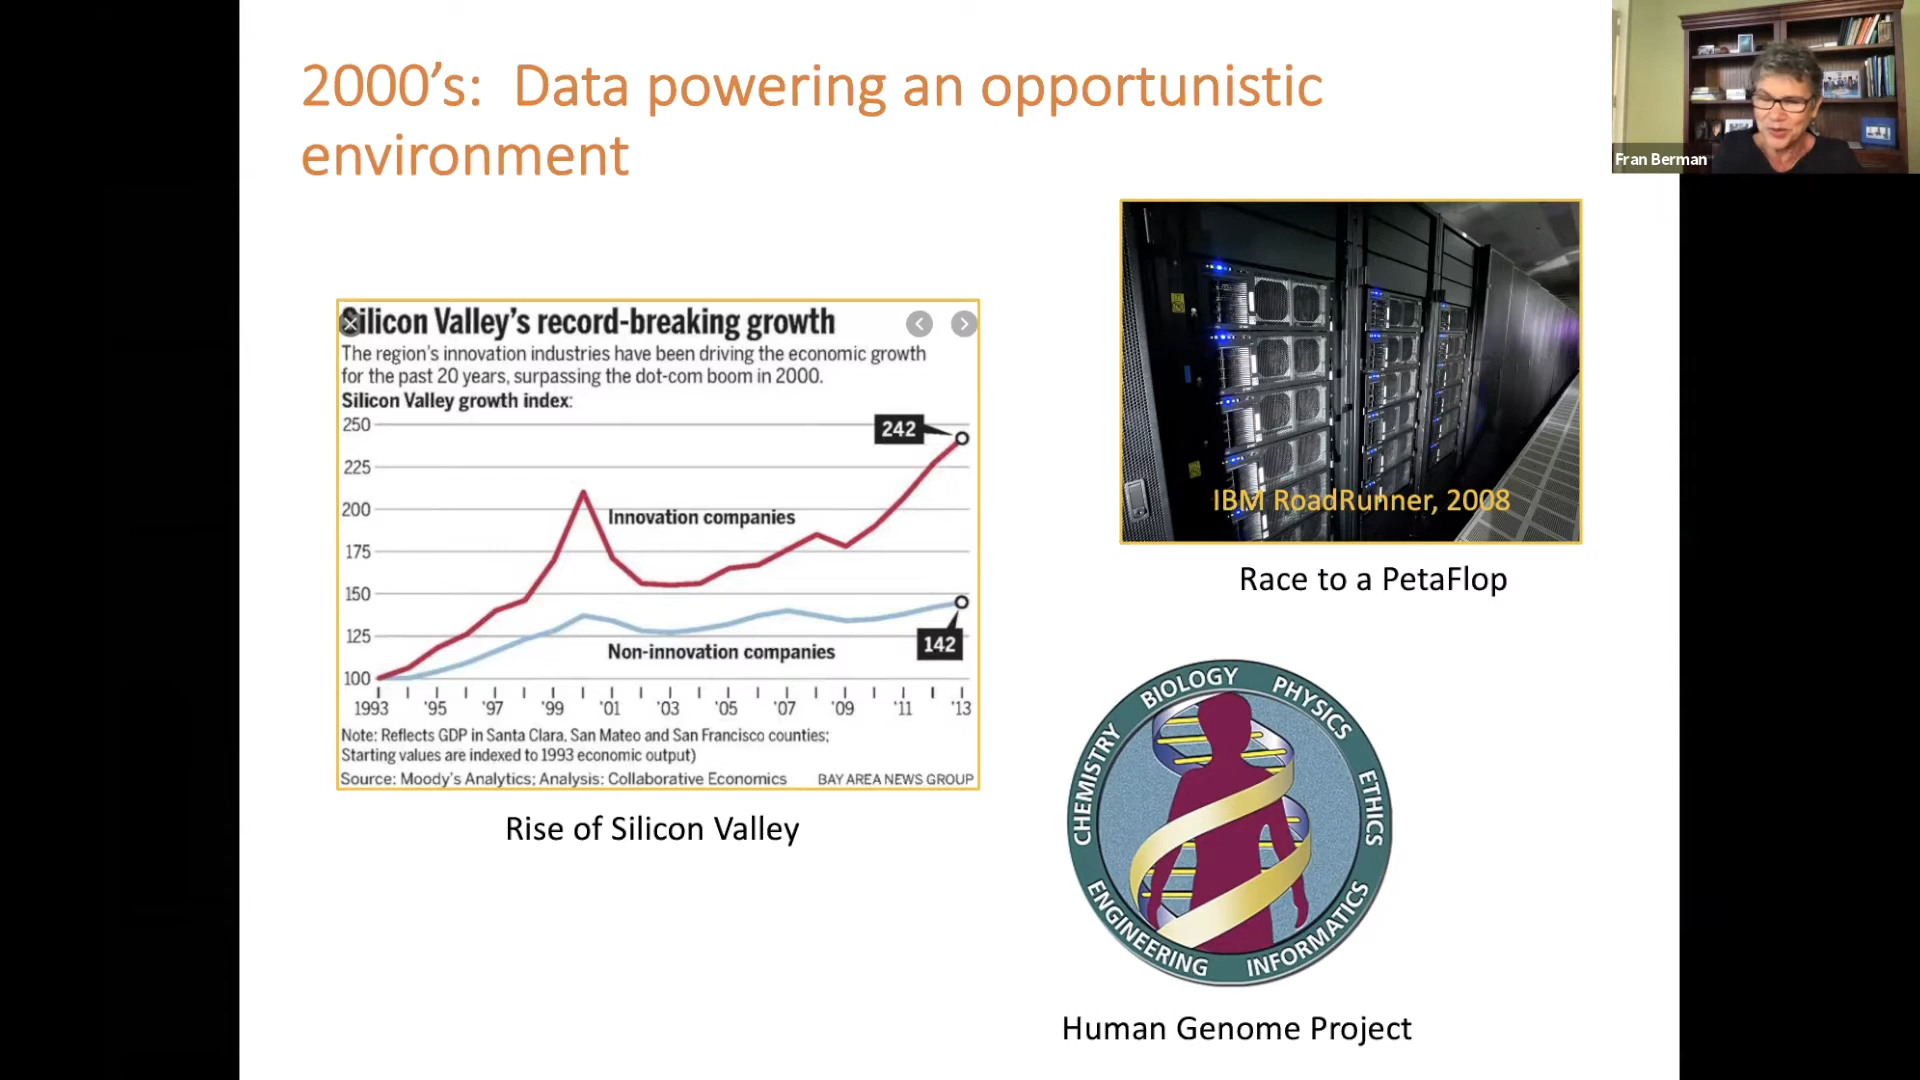 2000's:  Data powering an opportunistic
environment
Fran Berman
Silicon Valley's record-breaking growth
The region's innovation industries have been driving the economic growth
for the past 20 years, surpassing the dot-com boom in 2000.
Silicon Valley growth index:
250
242
225
200
Innovation companies
175
150
125
142
Non-innovation companies
100
1993 '95 '97 '99 '01 '03 '05 '07 '09 '11 '13
Note: Reflects GDP in Santa Clara, San Mateo and San Francisco counties;
Starting values are indexed to 1993 economic output)
Source: Moody's Analytics; Analysis: Collaborative Economics BAY AREA NEWS GROUP
Rise of Silicon Valley
IBM RoadRunner, 2008
Race to a PetaFlop
CHEMISTRY BIOLOGY PHYSICS ETHICS
ENGINEERING INFORMATICS
Human Genome Project